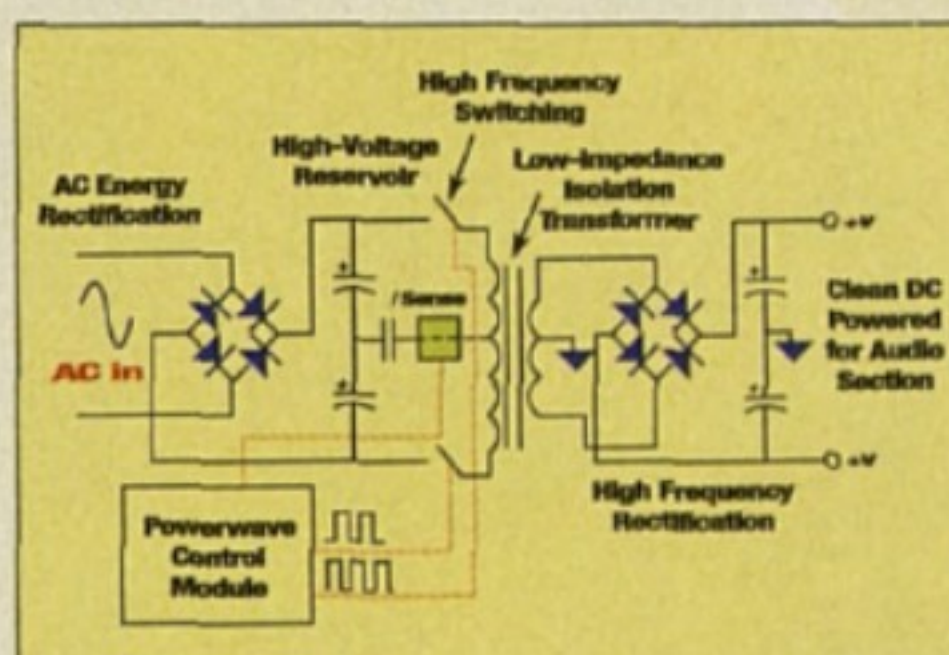 High Frequency
Switching
High-Voltage
Reservoir
Low-Impedance
Isolation
Transformer
AC Energy
Rectification
+V
+
/Sense
+
Clean DC
Powered
for Audio
Section
AC in
+
+
+V
High Frequency
Rectification
Powerwave
Control
Module